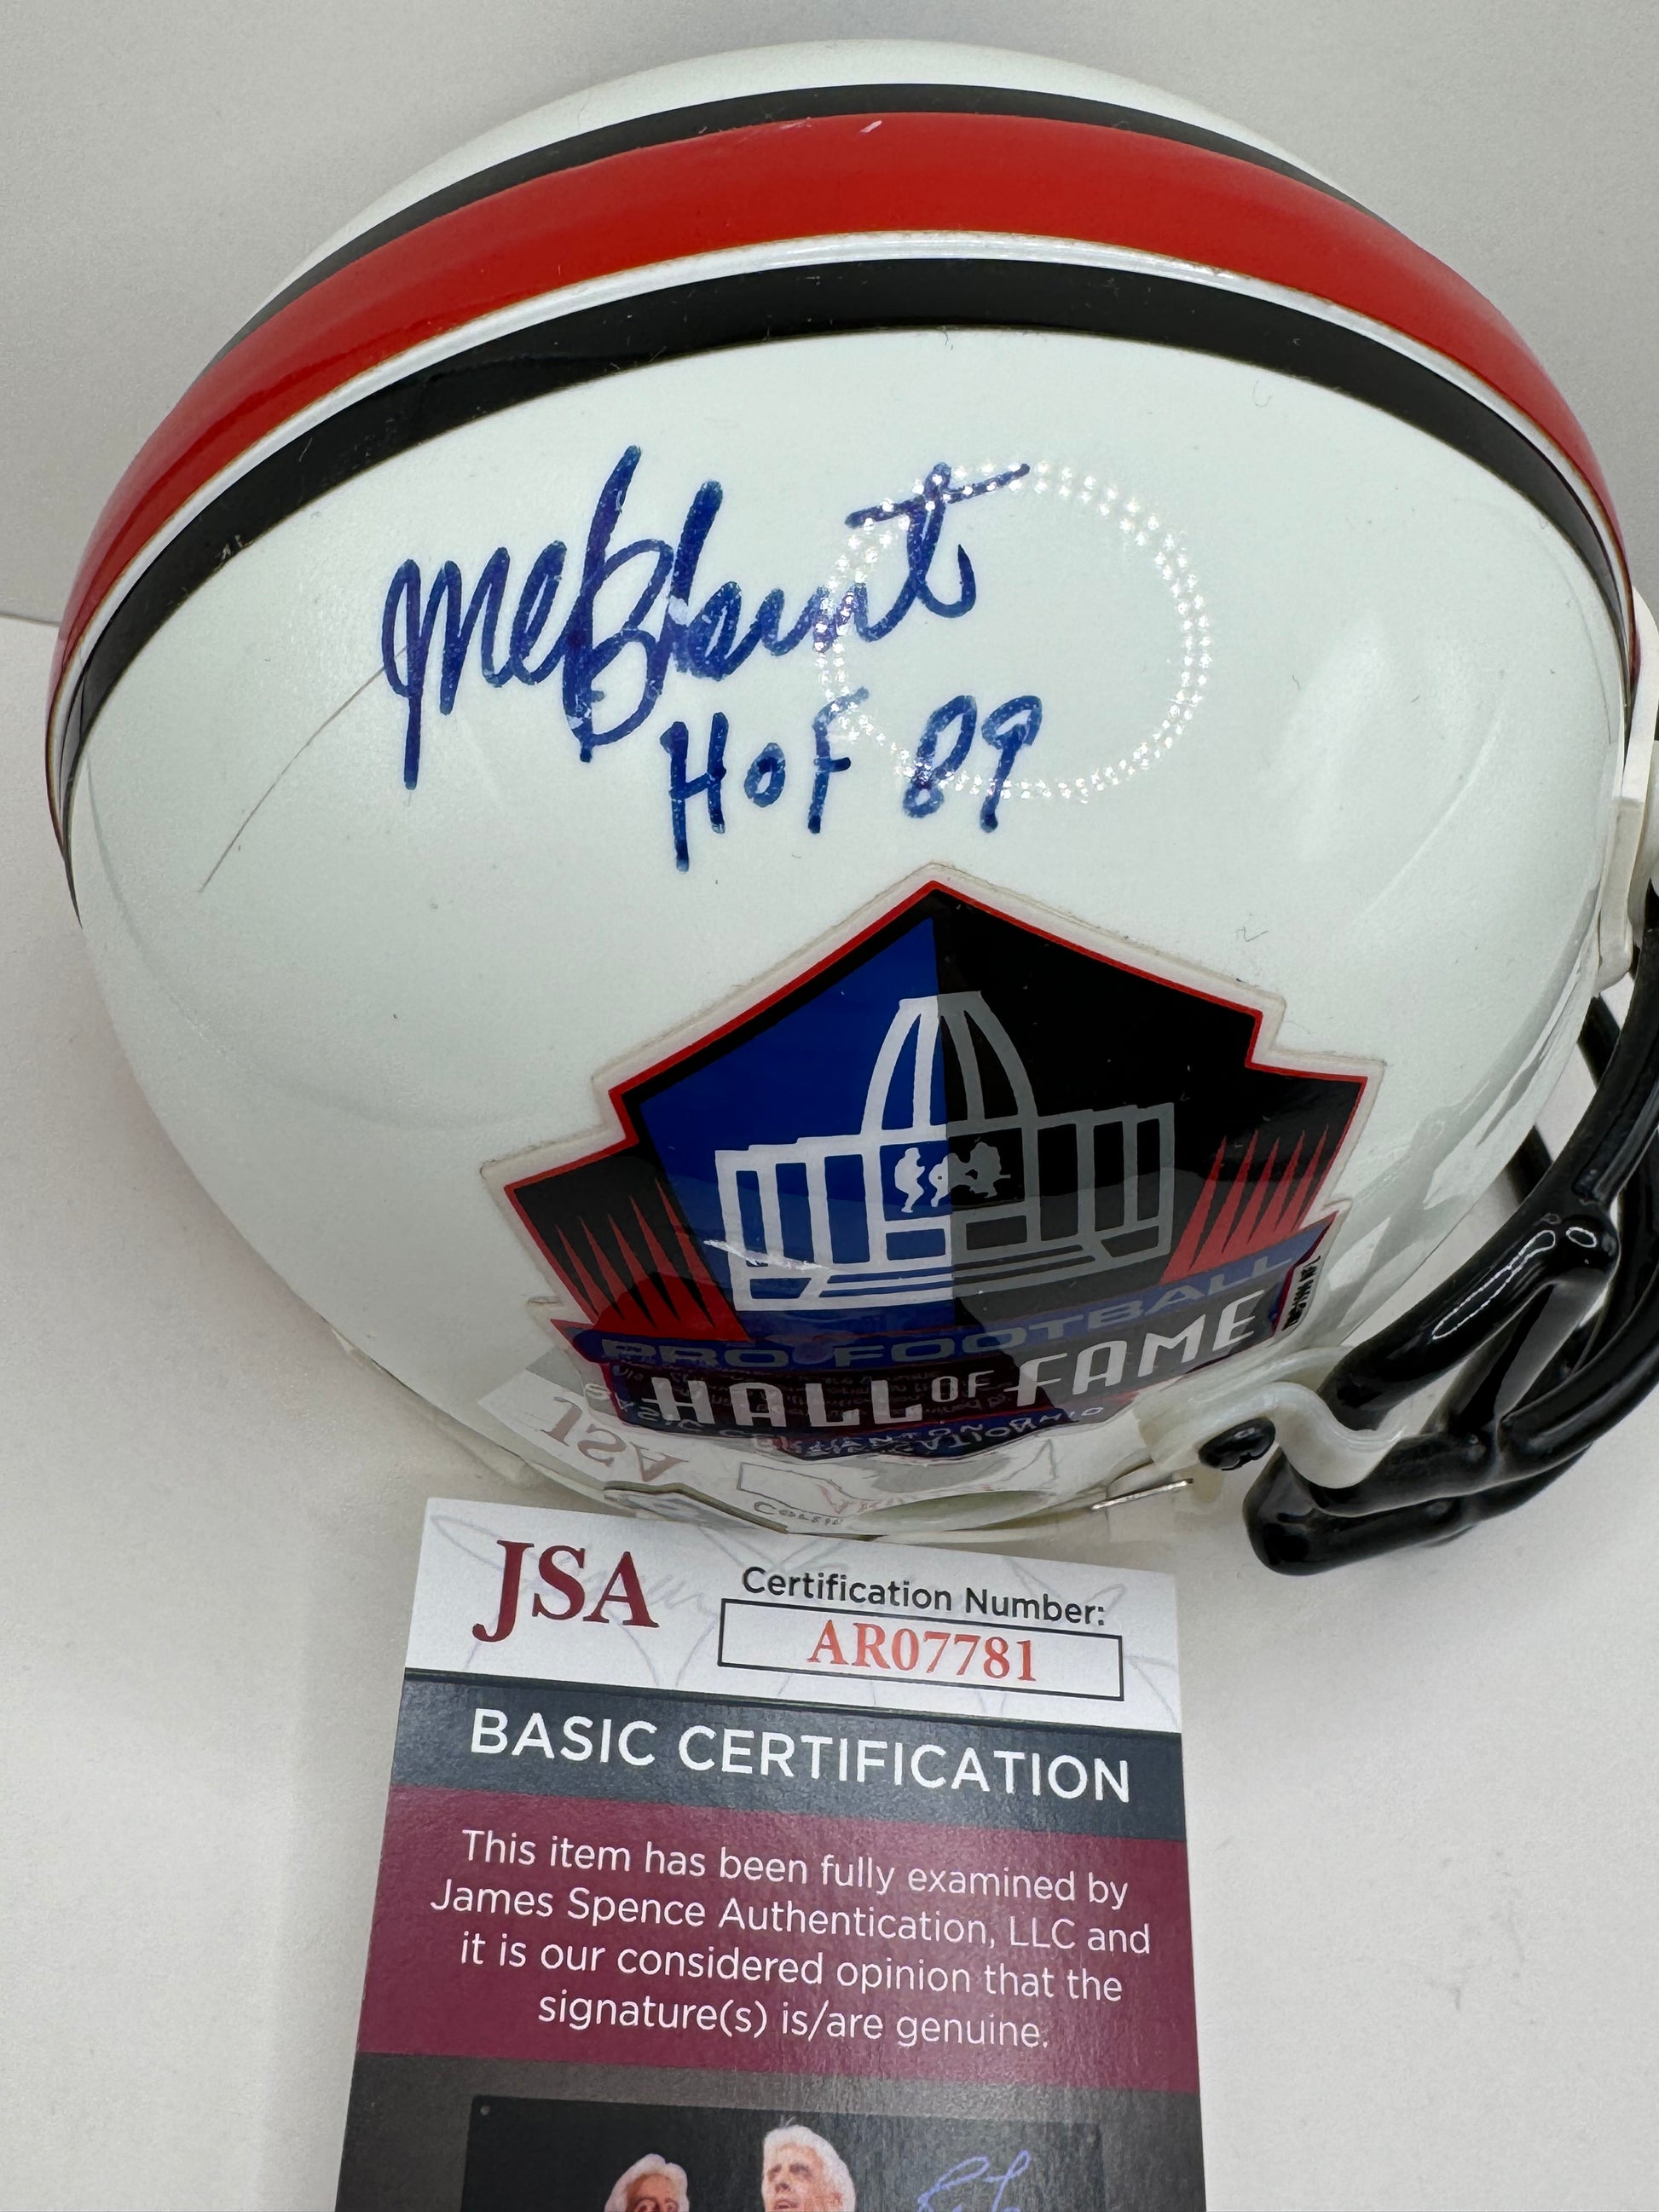 Mel Blount
HOF 89
PRO FOOTBALL
HALL OF FAME
JSA
Certification Number:
AR07781
BASIC CERTIFICATION
This item has been fully examined by
James Spence Authentication, LLC and
it is our considered opinion that the
signature(s) is/are genuine.